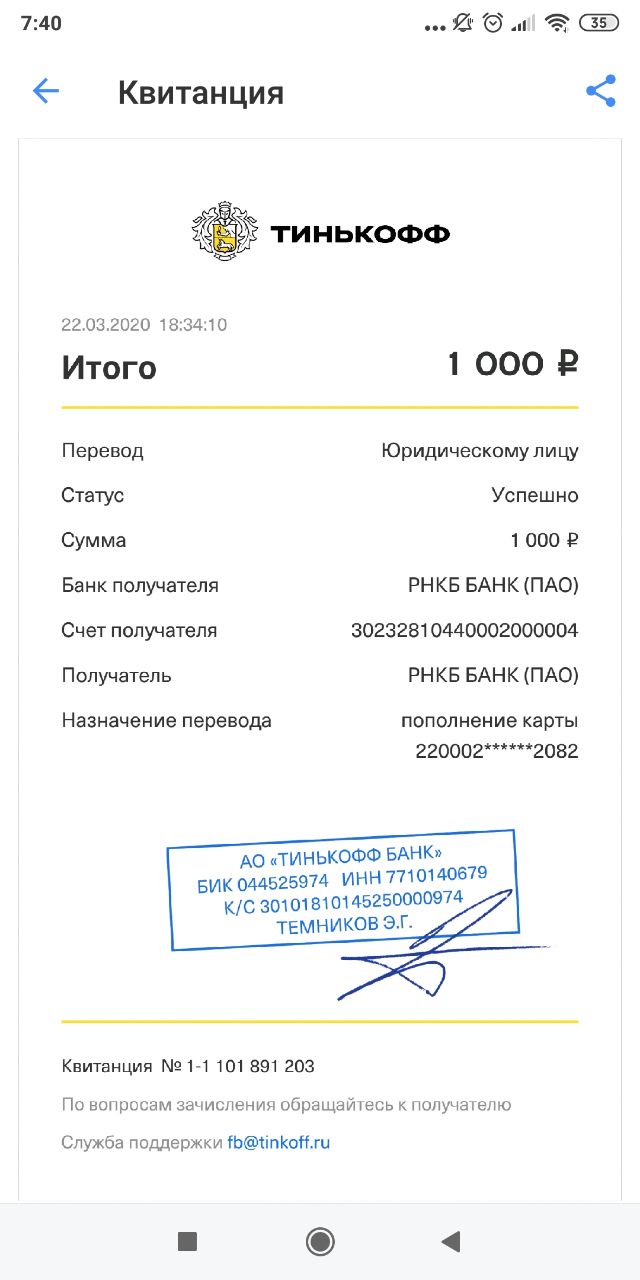 7:40
35
Квитанция
ТИНЬКОФФ
22.03.2020 18:34:10
Итого 1 000 ₽
Перевод Юридическому лицу
Статус Успешно
Сумма 1 000 ₽
Банк получателя РНКБ БАНК (ПАО)
Счет получателя 30232810440002000004
Получатель РНКБ БАНК (ПАО)
Назначение перевода пополнение карты
220002******2082
АО «ТИНЬКОФФ БАНК»
БИК 044525974 ИНН 7710140679
К/С 30101810145250000974
ТЕМНИКОВ Э.Г.
Квитанция № 1-1 101 891 203
По вопросам зачисления обращайтесь к получателю
Служба поддержки fb@tinkoff.ru